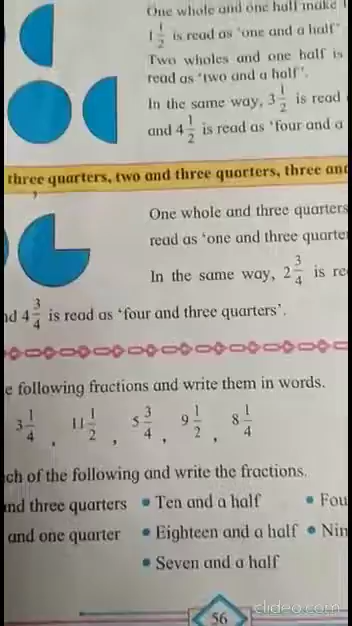 One whole and one half make
1 1/2 is read as 'one and a half'
Two wholes and one half is
read as 'two and a half'.
In the same way, 3 1/2 is read
and 4 1/2 is read as 'four and a
three quarters, two and three quarters, three and
One whole and three quarters
read as 'one and three quarter
In the same way, 2 3/4 is re
nd 4 3/4 is read as 'four and three quarters'.
e following fractions and write them in words.
3 1/4 , 11 1/2 , 5 3/4 , 9 1/2 , 8 1/4
ch of the following and write the fractions.
and three quarters • Ten and a half • Fou
and one quarter • Eighteen and a half • Nin
• Seven and a half
56
clideo.com